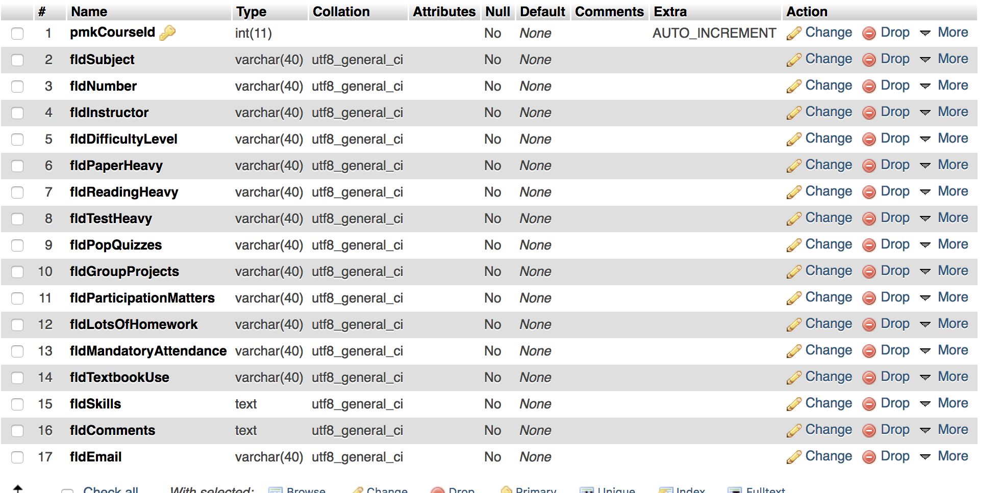 # Name Type Collation Attributes Null Default Comments Extra Action
1 pmkCourseId int(11) No None AUTO_INCREMENT Change Drop More
2 fldSubject varchar(40) utf8_general_ci No None Change Drop More
3 fldNumber varchar(40) utf8_general_ci No None Change Drop More
4 fldInstructor varchar(40) utf8_general_ci No None Change Drop More
5 fldDifficultyLevel varchar(40) utf8_general_ci No None Change Drop More
6 fldPaperHeavy varchar(40) utf8_general_ci No None Change Drop More
7 fldReadingHeavy varchar(40) utf8_general_ci No None Change Drop More
8 fldTestHeavy varchar(40) utf8_general_ci No None Change Drop More
9 fldPopQuizzes varchar(40) utf8_general_ci No None Change Drop More
10 fldGroupProjects varchar(40) utf8_general_ci No None Change Drop More
11 fldParticipationMatters varchar(40) utf8_general_ci No None Change Drop More
12 fldLotsOfHomework varchar(40) utf8_general_ci No None Change Drop More
13 fldMandatoryAttendance varchar(40) utf8_general_ci No None Change Drop More
14 fldTextbookUse varchar(40) utf8_general_ci No None Change Drop More
15 fldSkills text utf8_general_ci No None Change Drop More
16 fldComments text utf8_general_ci No None Change Drop More
17 fldEmail varchar(40) utf8_general_ci No None Change Drop More
Check all With selected: Browse Change Drop Primary Unique Index Fulltext